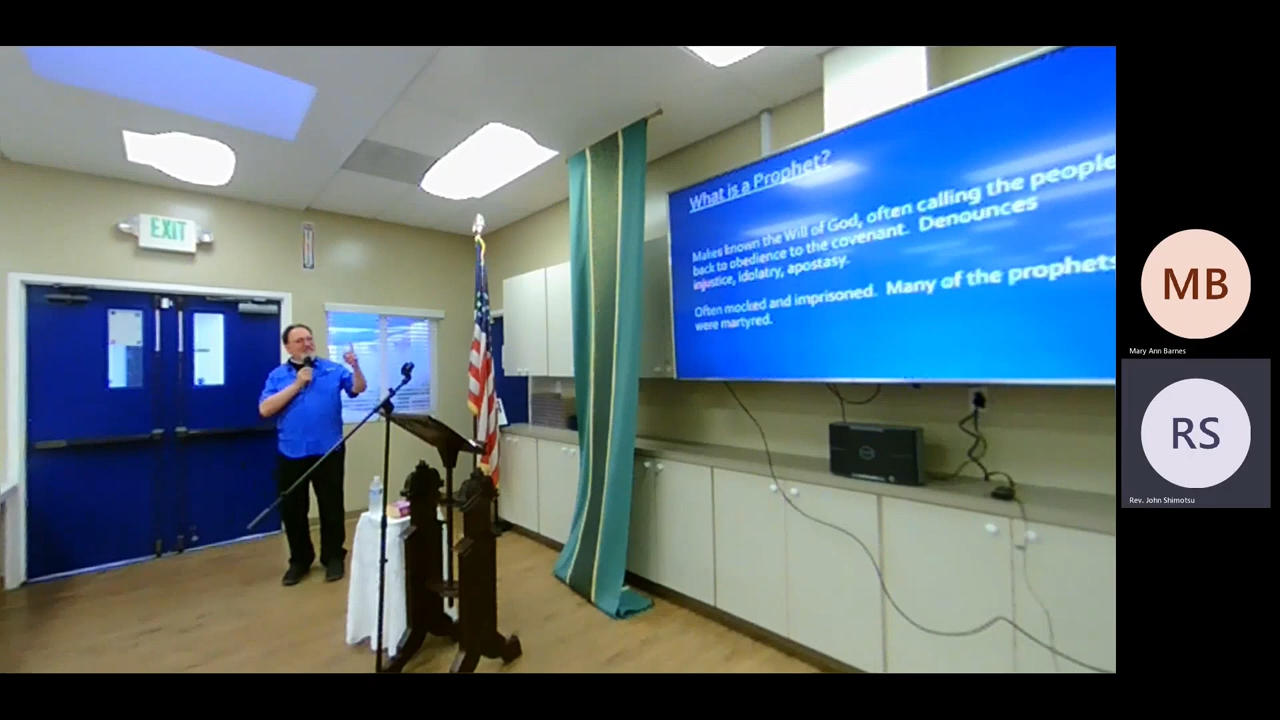 EXIT
What is a Prophet?
Makes known the Will of God, often calling the people
back to obedience to the covenant. Denounces
injustice, idolatry, apostasy.
Often mocked and imprisoned. Many of the prophets
were martyred.
MB
Mary Ann Barnes
RS
Rev. John Shimotsu